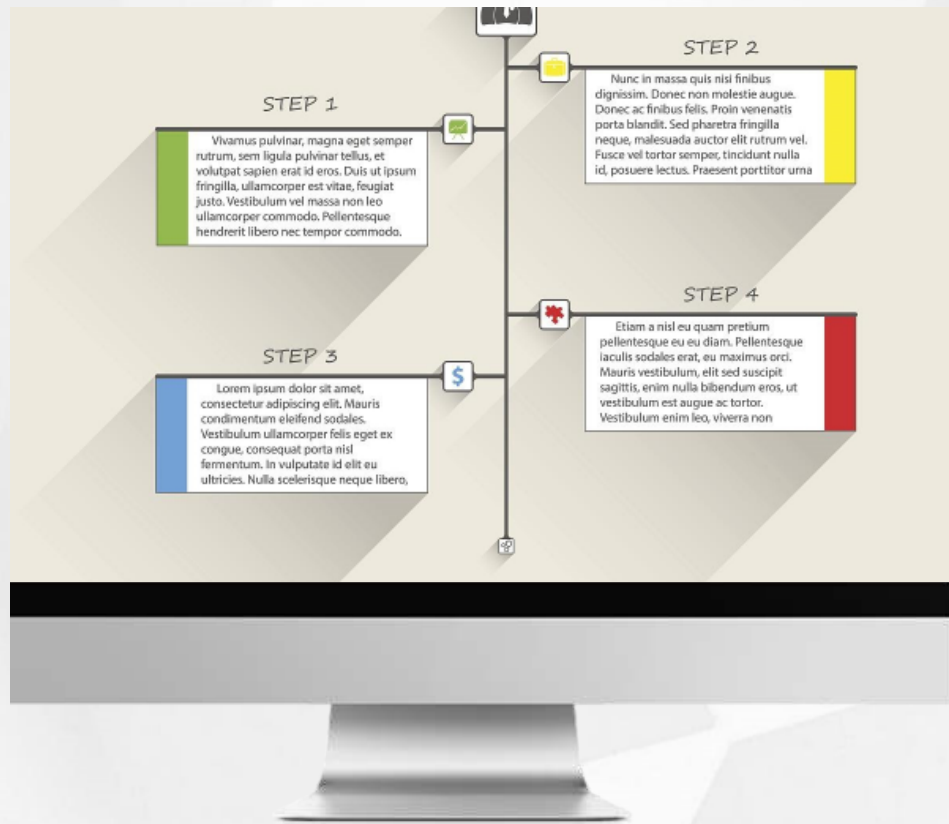 STEP 1
Vivamus pulvinar, magna eget semper
rutrum, sem ligula pulvinar tellus, et
volutpat sapien erat id eros. Duis ut ipsum
fringilla, ullamcorper est vitae, feugiat
justo. Vestibulum vel massa non leo
ullamcorper commodo. Pellentesque
hendrerit libero nec tempor commodo.
STEP 2
Nunc in massa quis nisi finibus
dignissim. Donec non molestie augue.
Donec ac finibus felis. Proin venenatis
porta blandit. Sed pharetra fringilla
neque, malesuada auctor elit rutrum vel.
Fusce vel tortor semper, tincidunt nulla
id, posuere lectus. Praesent porttitor urna
STEP 3
Lorem ipsum dolor sit amet,
consectetur adipiscing elit. Mauris
condimentum eleifend sodales.
Vestibulum ullamcorper felis eget ex
congue, consequat porta nisl
fermentum. In vulputate id elit eu
ultricies. Nulla scelerisque neque libero,
STEP 4
Etiam a nisl eu quam pretium
pellentesque eu eu diam. Pellentesque
iaculis sodales erat, eu maximus orci.
Mauris vestibulum, elit sed suscipit
sagittis, enim nulla bibendum eros, ut
vestibulum est augue ac tortor.
Vestibulum enim leo, viverra non
$